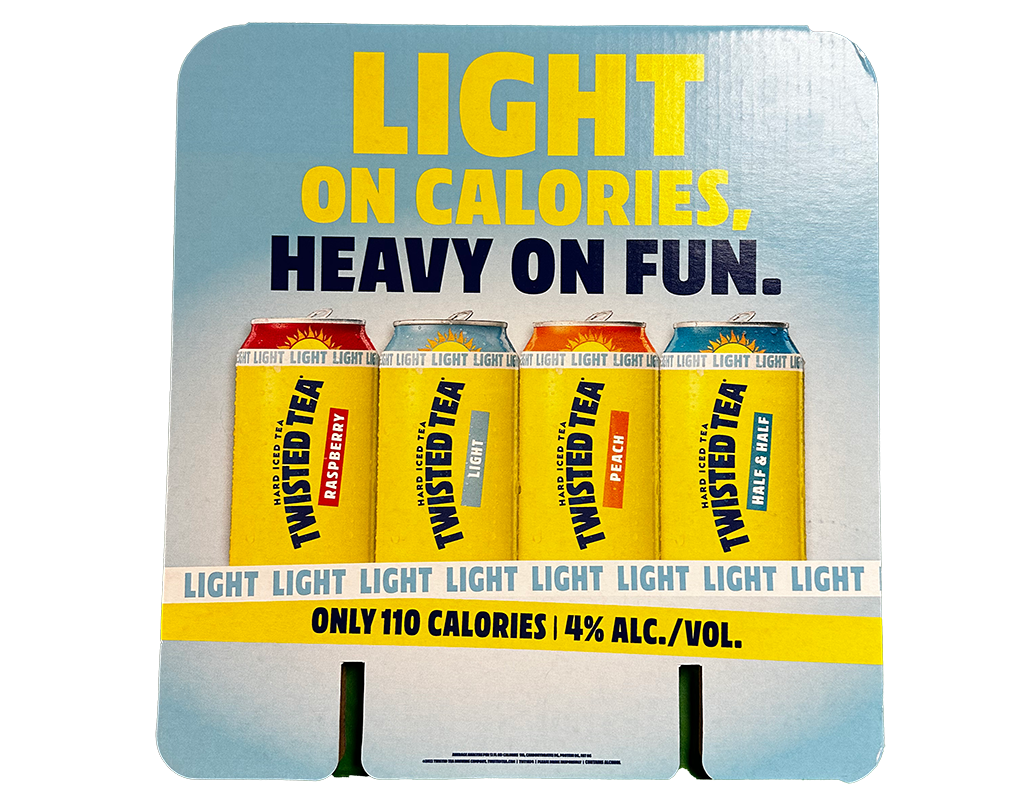 LIGHT
ON CALORIES,
HEAVY ON FUN.
LIGHT LIGHT LIGHT
LIGHT LIGHT LIGHT
LIGHT LIGHT LIGHT
LIGHT LIGHT LIGHT
HARD ICED TEA
TWISTED TEA
RASPBERRY
HARD ICED TEA
TWISTED TEA
LIGHT
HARD ICED TEA
TWISTED TEA
PEACH
HARD ICED TEA
TWISTED TEA
HALF & HALF
LIGHT LIGHT LIGHT LIGHT LIGHT LIGHT LIGHT LIGHT
ONLY 110 CALORIES | 4% ALC./VOL.